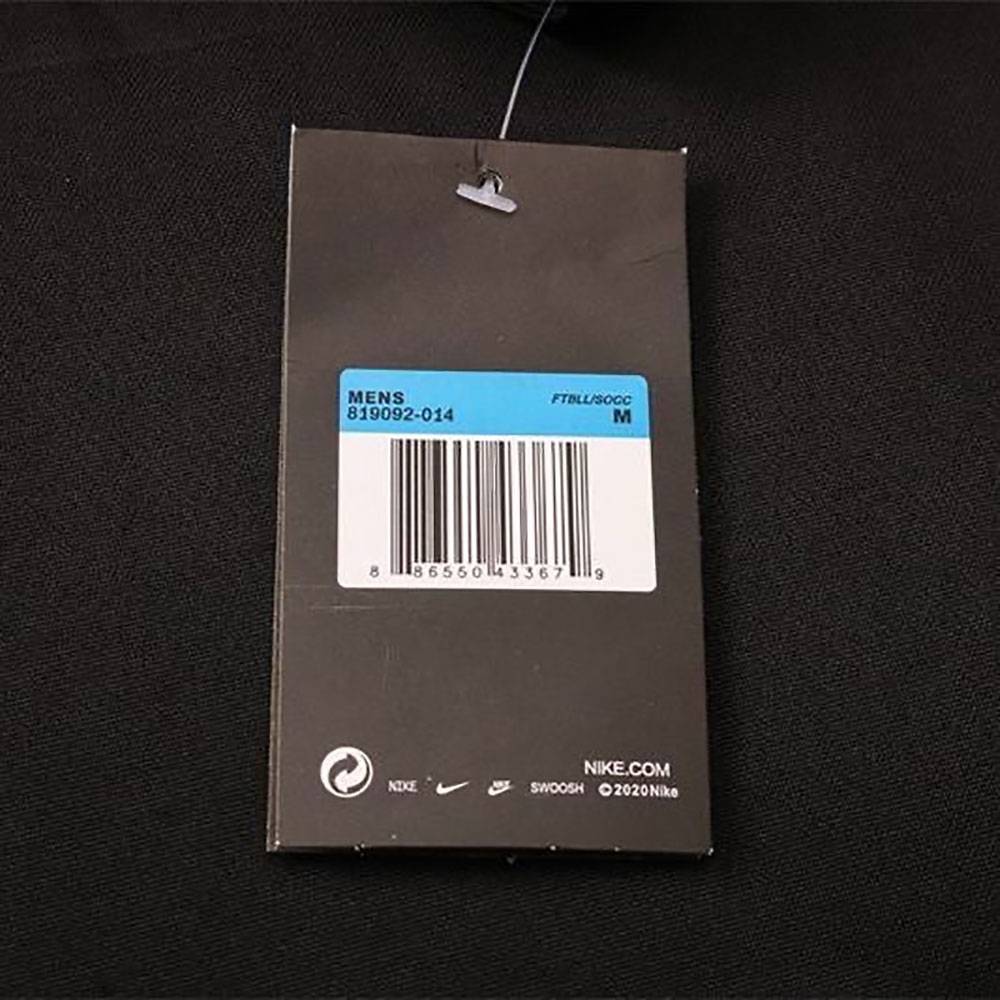 MENS
819092-014
FTBLL/SOCC
M
8 86550 43367 9
NIKE.COM
NIKE SWOOSH ©2020Nike